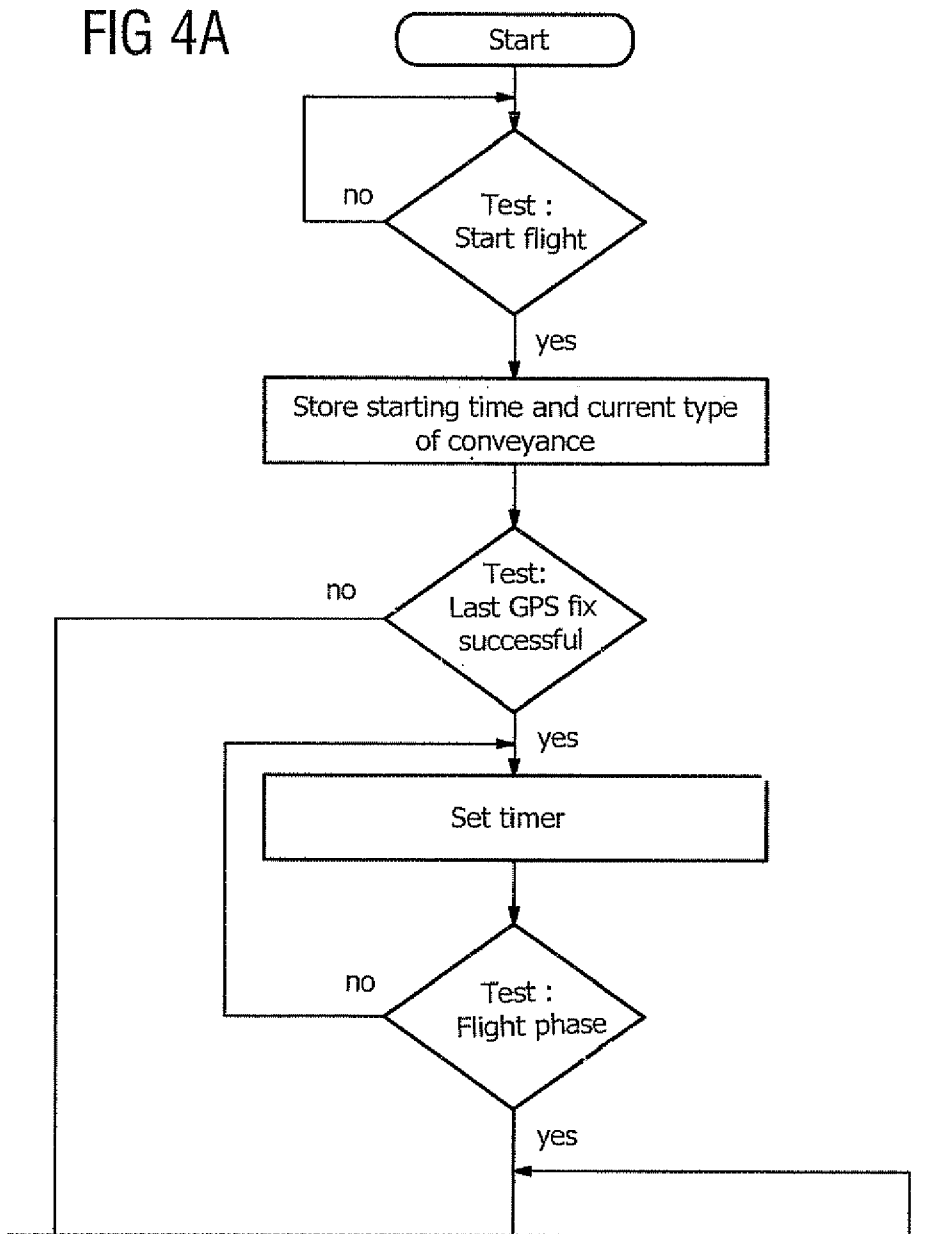 FIG 4A
Start
no
Test :
Start flight
yes
Store starting time and current type
of conveyance
no
Test:
Last GPS fix
successful
yes
Set timer
no
Test :
Flight phase
yes